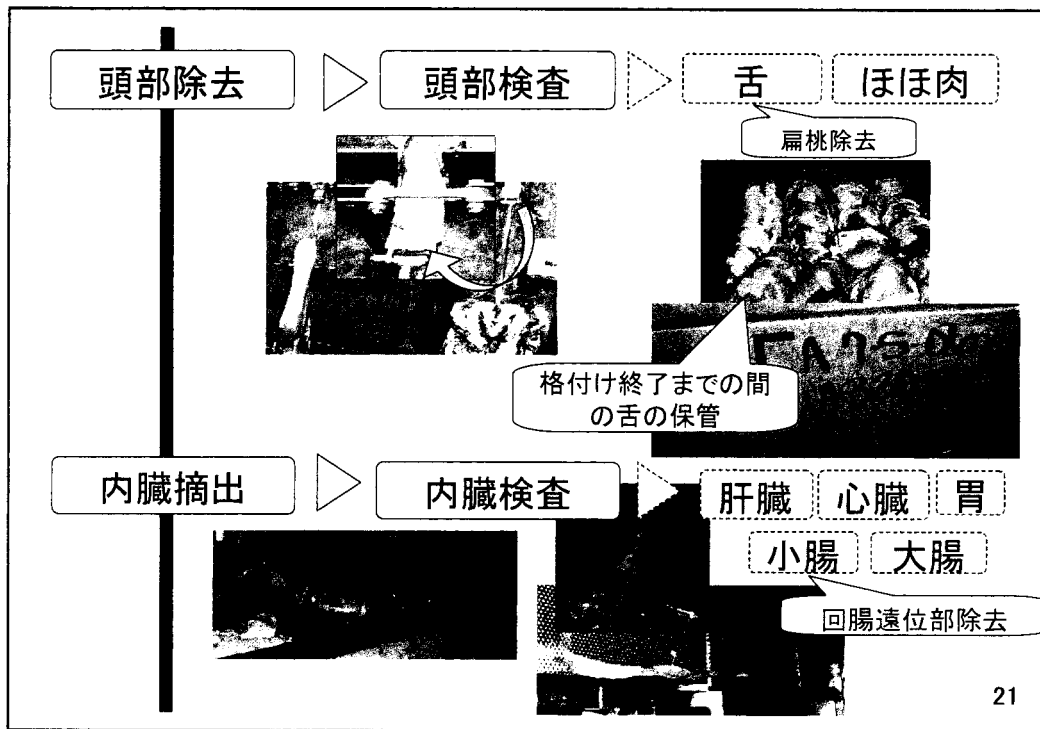 頭部除去
頭部検査
舌
ほほ肉
扁桃除去
格付け終了までの間
の舌の保管
内臓摘出
内臓検査
肝臓
心臓
胃
小腸
大腸
回腸遠位部除去
21